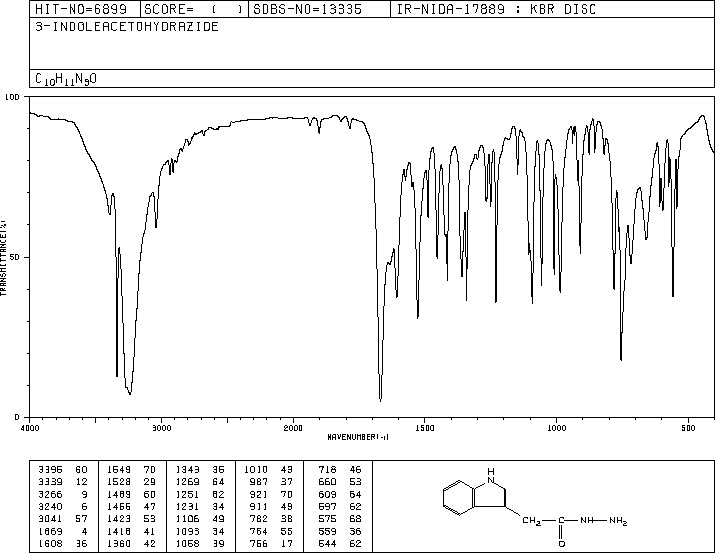 HIT-NO=6899 SCORE= ( ) SDBS-NO=13335 IR-NIDA-17889 : KBR DISC
3-INDOLEACETOHYDRAZIDE
C10H11N3O
100
TRANSMITTANCE(%)
50
0
4000 3000 2000 1500 1000 500
WAVENUMBER(-1)
3395 60 1549 70 1343 35 1010 43 718 46
3339 12 1528 29 1269 64 987 37 660 53
3266 9 1489 60 1251 62 921 70 609 64
3240 6 1455 47 1231 34 911 49 597 62
3041 57 1423 53 1106 49 782 38 575 68
1669 4 1418 41 1093 34 764 55 559 36
1608 36 1360 42 1058 39 756 17 544 62
H
N
CH2 C NH NH2
O